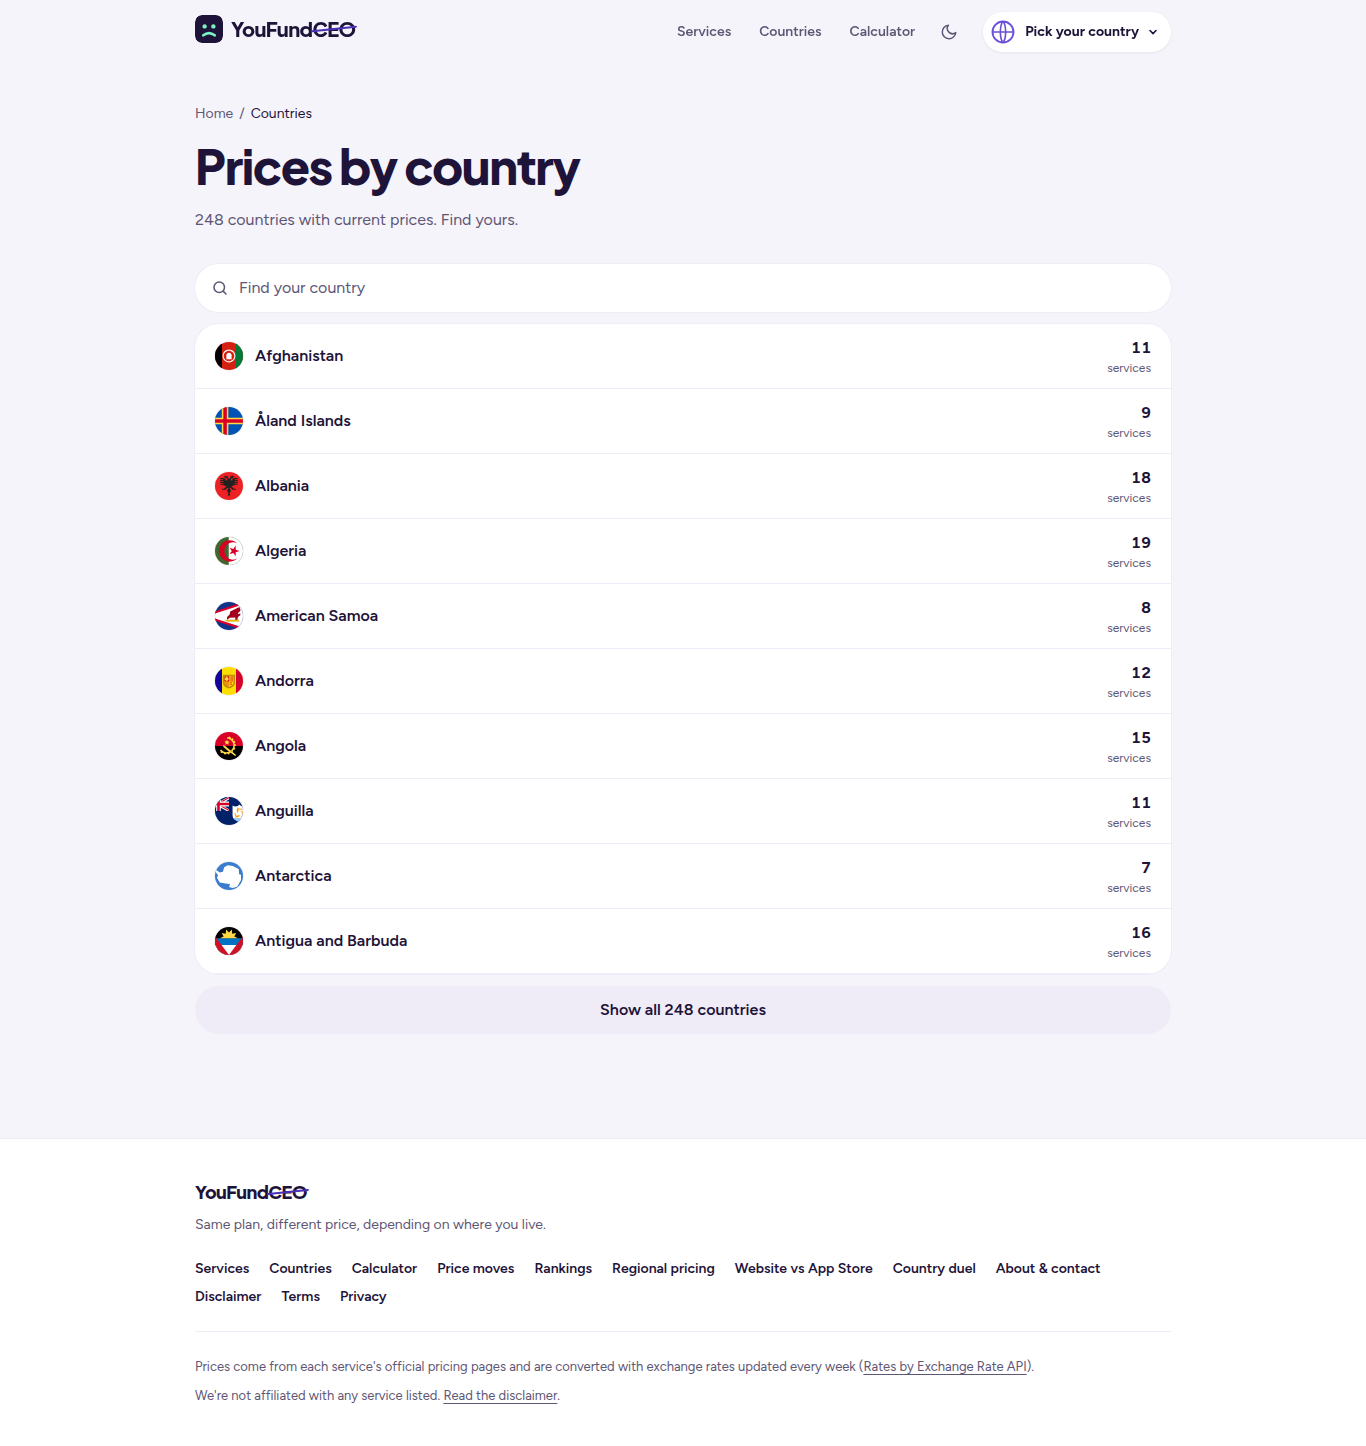 YouFundCEO
Services Countries Calculator Pick your country
Home / Countries
Prices by country
248 countries with current prices. Find yours.
Find your country
Afghanistan 11 services
Åland Islands 9 services
Albania 18 services
Algeria 19 services
American Samoa 8 services
Andorra 12 services
Angola 15 services
Anguilla 11 services
Antarctica 7 services
Antigua and Barbuda 16 services
Show all 248 countries
YouFundCEO
Same plan, different price, depending on where you live.
Services Countries Calculator Price moves Rankings Regional pricing Website vs App Store Country duel About & contact
Disclaimer Terms Privacy
Prices come from each service's official pricing pages and are converted with exchange rates updated every week (Rates by Exchange Rate API).
We're not affiliated with any service listed. Read the disclaimer.